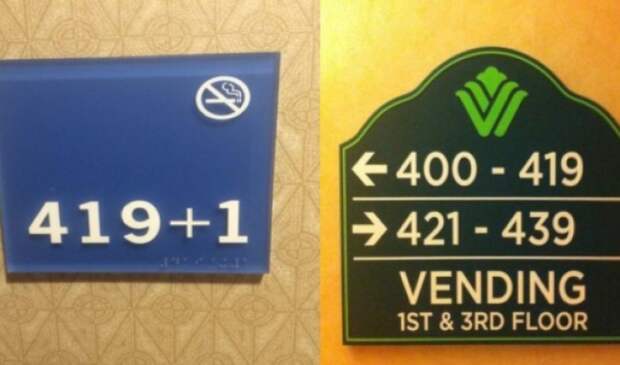 419+1
← 400 - 419
→ 421 - 439
VENDING
1ST & 3RD FLOOR